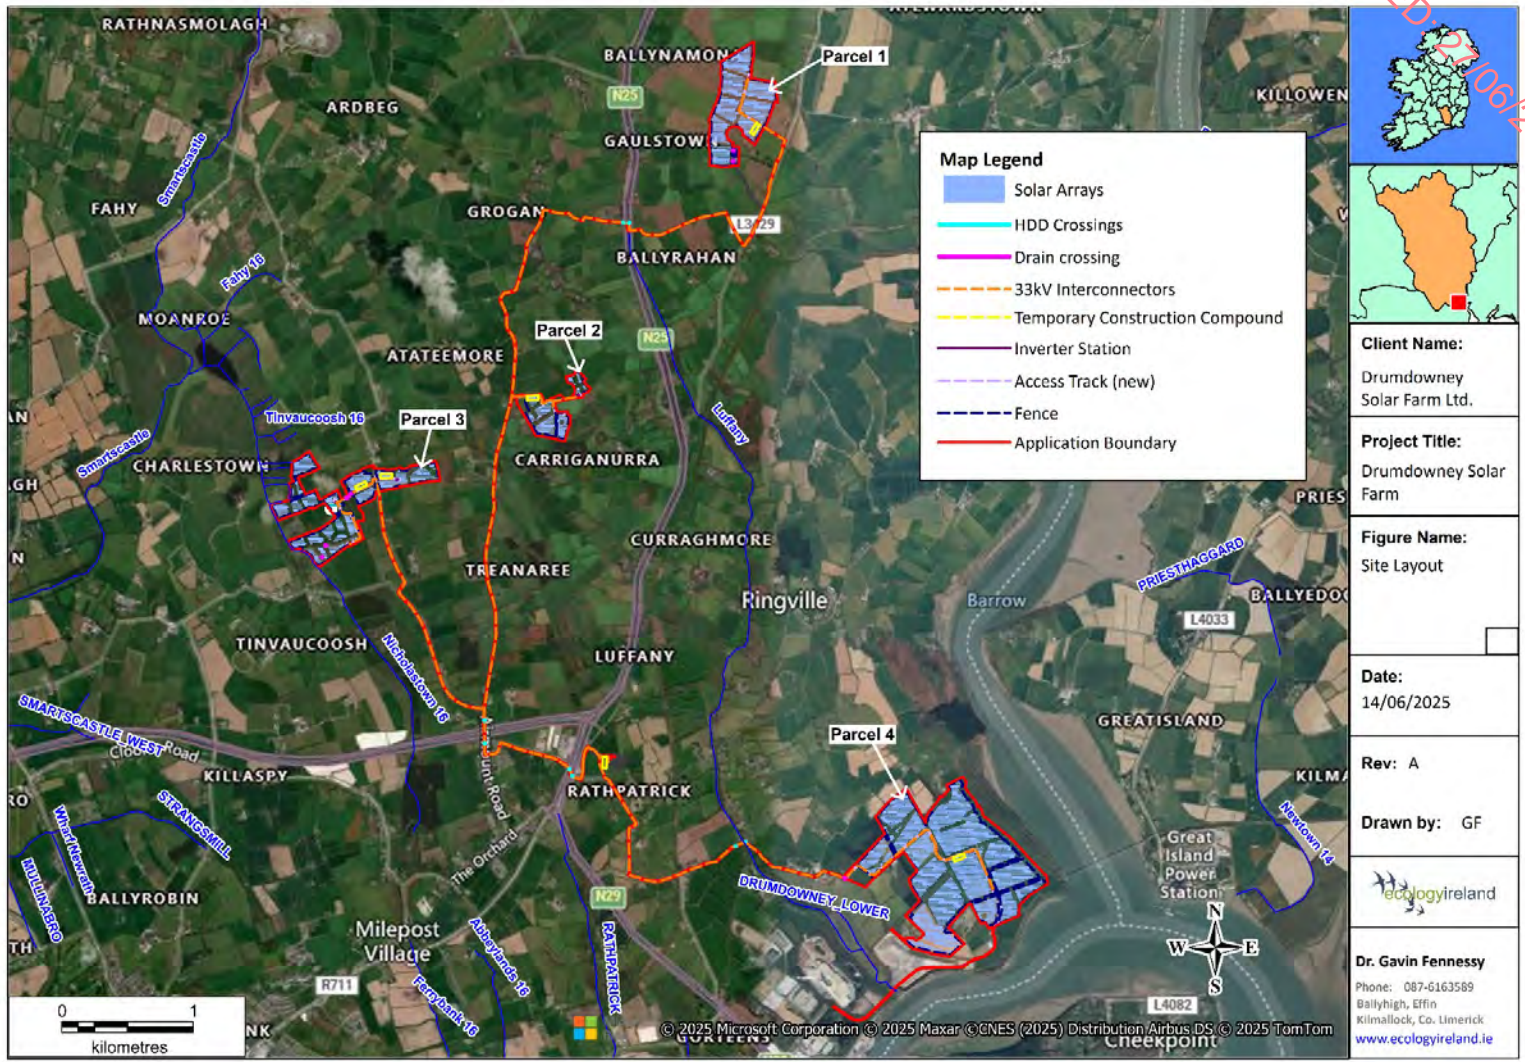 RATHNASMOLAGH
BALLYNAMONA
Parcel 1
ARDBEG
N25
KILLOWEN
GAULSTOWN
Smartscastle
FAHY
GROGAN
L3429
BALLYRAHAN
Fahy 16
MOANROE
Parcel 2
N25
ATATEEMORE
Tinvaucoosh 16
Parcel 3
Luffany
Smartscastle
CHARLESTOWN
CARRIGANURRA
CURRAGHMORE
TREANAREE
Ringville
Barrow
PRIESTHAGGARD
L4033
TINVAUCOOSH
Nicholastown 16
LUFFANY
SMARTSCASTLE_WEST
Road
GREATISLAND
Parcel 4
KILLASPY
RATHPATRICK
STRANGSMILL
Wharf Newrath
MULLINABRO
The Orchard
Newtown 14
Great
Island
Power
Station
BALLYROBIN
N29
DRUMDOWNEY_LOWER
Milepost
Village
Abbeylands 16
RATHPATRICK
R711
Ferrybank 16
L4082
GORTEENS
Cheekpoint
N
W E
S
0 1
kilometres
© 2025 Microsoft Corporation © 2025 Maxar ©CNES (2025) Distribution Airbus DS © 2025 TomTom
Map Legend
Solar Arrays
HDD Crossings
Drain crossing
33kV Interconnectors
Temporary Construction Compound
Inverter Station
Access Track (new)
Fence
Application Boundary
Client Name:
Drumdowney
Solar Farm Ltd.
Project Title:
Drumdowney Solar
Farm
Figure Name:
Site Layout
Date:
14/06/2025
Rev: A
Drawn by: GF
ecologyireland
Dr. Gavin Fennessy
Phone: 087-6163589
Ballyhigh, Effin
Kilmallock, Co. Limerick
www.ecologyireland.ie